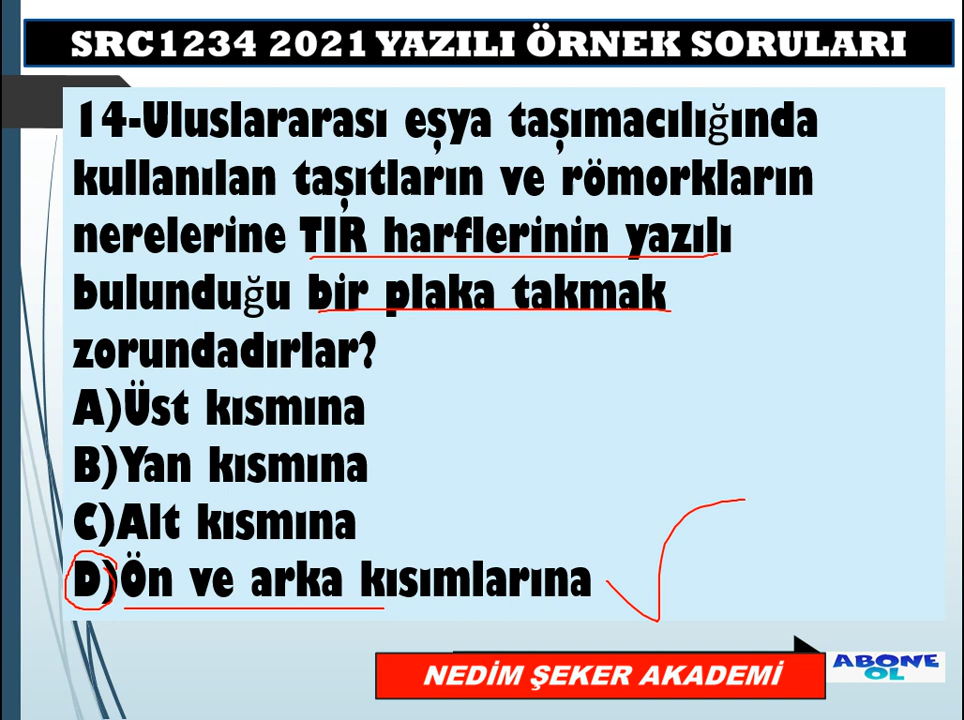 SRC1234 2021 YAZILI ÖRNEK SORULARI
14-Uluslararası eşya taşımacılığında
kullanılan taşıtların ve römorkların
nerelerine TIR harflerinin yazılı
bulunduğu bir plaka takmak
zorundadırlar?
A)Üst kısmına
B)Yan kısmına
C)Alt kısmına
D)Ön ve arka kısımlarına
NEDİM ŞEKER AKADEMİ
ABONE
OL